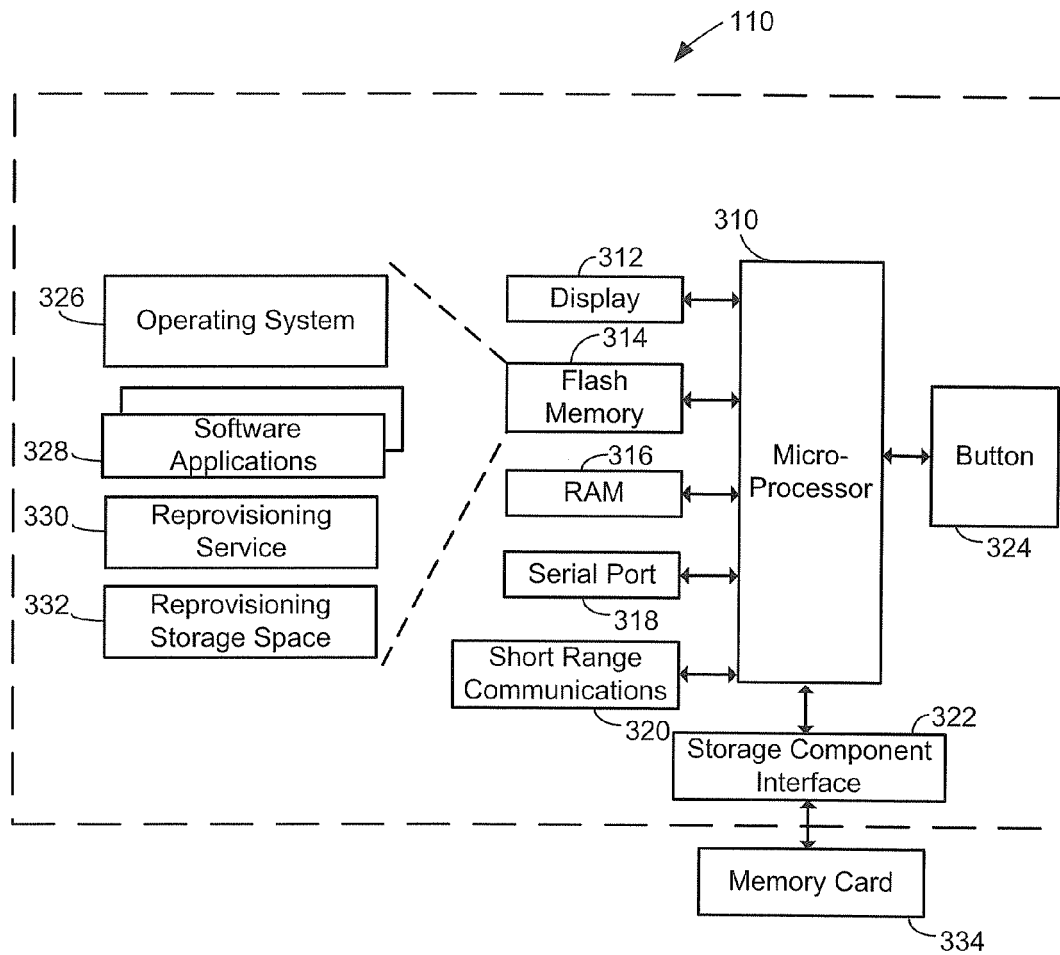 110
310
312
Display
326
Operating System
314
Flash
Memory
328
Software
Applications
316
RAM
Micro-
Processor
Button
324
330
Reprovisioning
Service
Serial Port
318
332
Reprovisioning
Storage Space
Short Range
Communications
320
322
Storage Component
Interface
Memory Card
334